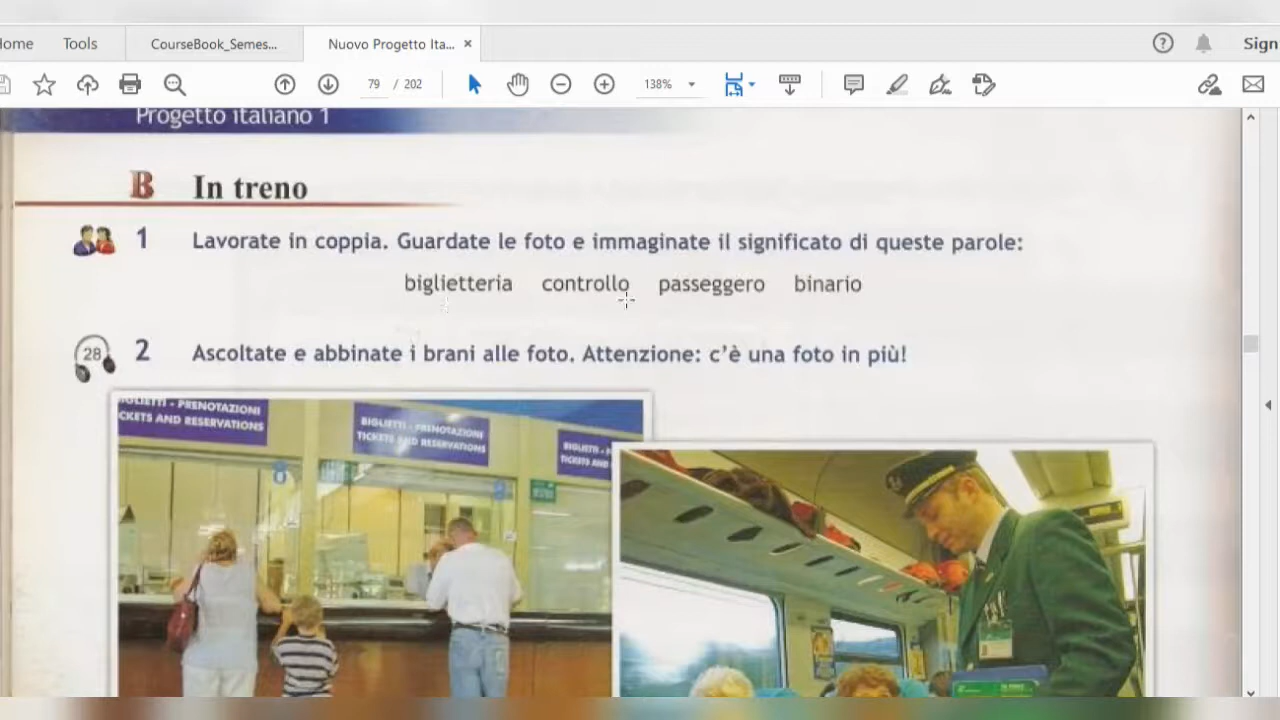 Home
Tools
CourseBook_Semes...
Nuovo Progetto Ita... ×
Sign
79 / 202
138%
Progetto italiano 1
B In treno
1 Lavorate in coppia. Guardate le foto e immaginate il significato di queste parole:
biglietteria controllo passeggero binario
28 2 Ascoltate e abbinate i brani alle foto. Attenzione: c'è una foto in più!
BIGLIETTI - PRENOTAZIONI
TICKETS AND RESERVATIONS
BIGLIETTI - PRENOTAZIONI
TICKETS AND RESERVATIONS
BIGLIETTI - P
TICKETS AND